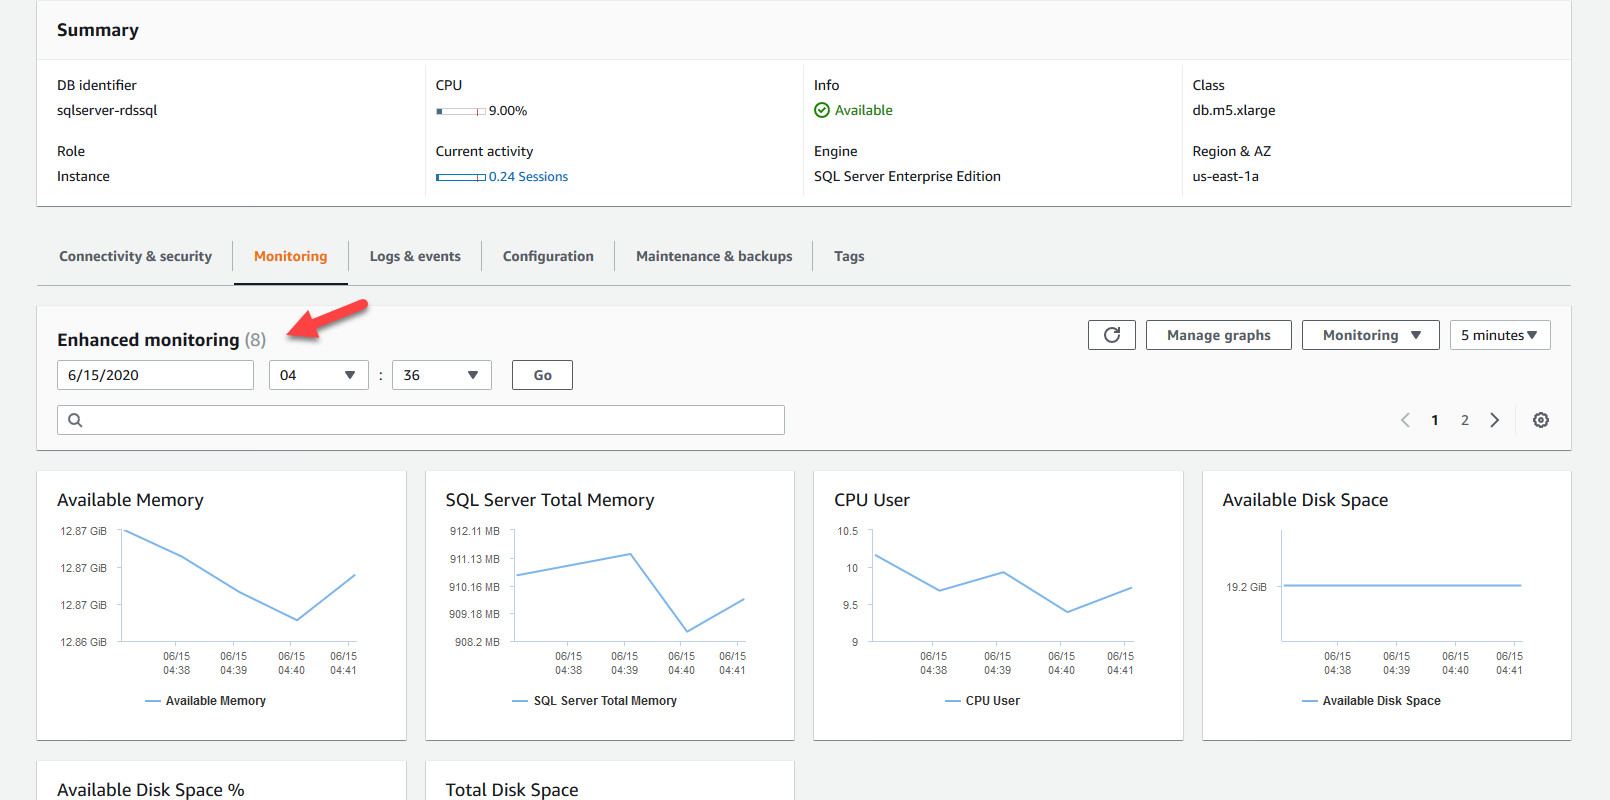 Summary
DB identifier
sqlserver-rdssql
CPU
9.00%
Info
Available
Class
db.m5.xlarge
Role
Instance
Current activity
0.24 Sessions
Engine
SQL Server Enterprise Edition
Region & AZ
us-east-1a
Connectivity & security
Monitoring
Logs & events
Configuration
Maintenance & backups
Tags
Enhanced monitoring (8)
Manage graphs
Monitoring
5 minutes
6/15/2020
04
:
36
Go
1
2
Available Memory
12.87 GiB
12.87 GiB
12.87 GiB
12.86 GiB
06/15 06/15 06/15 06/15
04:38 04:39 04:40 04:41
Available Memory
SQL Server Total Memory
912.11 MB
911.13 MB
910.16 MB
909.18 MB
908.2 MB
06/15 06/15 06/15 06/15
04:38 04:39 04:40 04:41
SQL Server Total Memory
CPU User
10.5
10
9.5
9
06/15 06/15 06/15 06/15
04:38 04:39 04:40 04:41
CPU User
Available Disk Space
19.2 GiB
06/15 06/15 06/15 06/15
04:38 04:39 04:40 04:41
Available Disk Space
Available Disk Space %
Total Disk Space